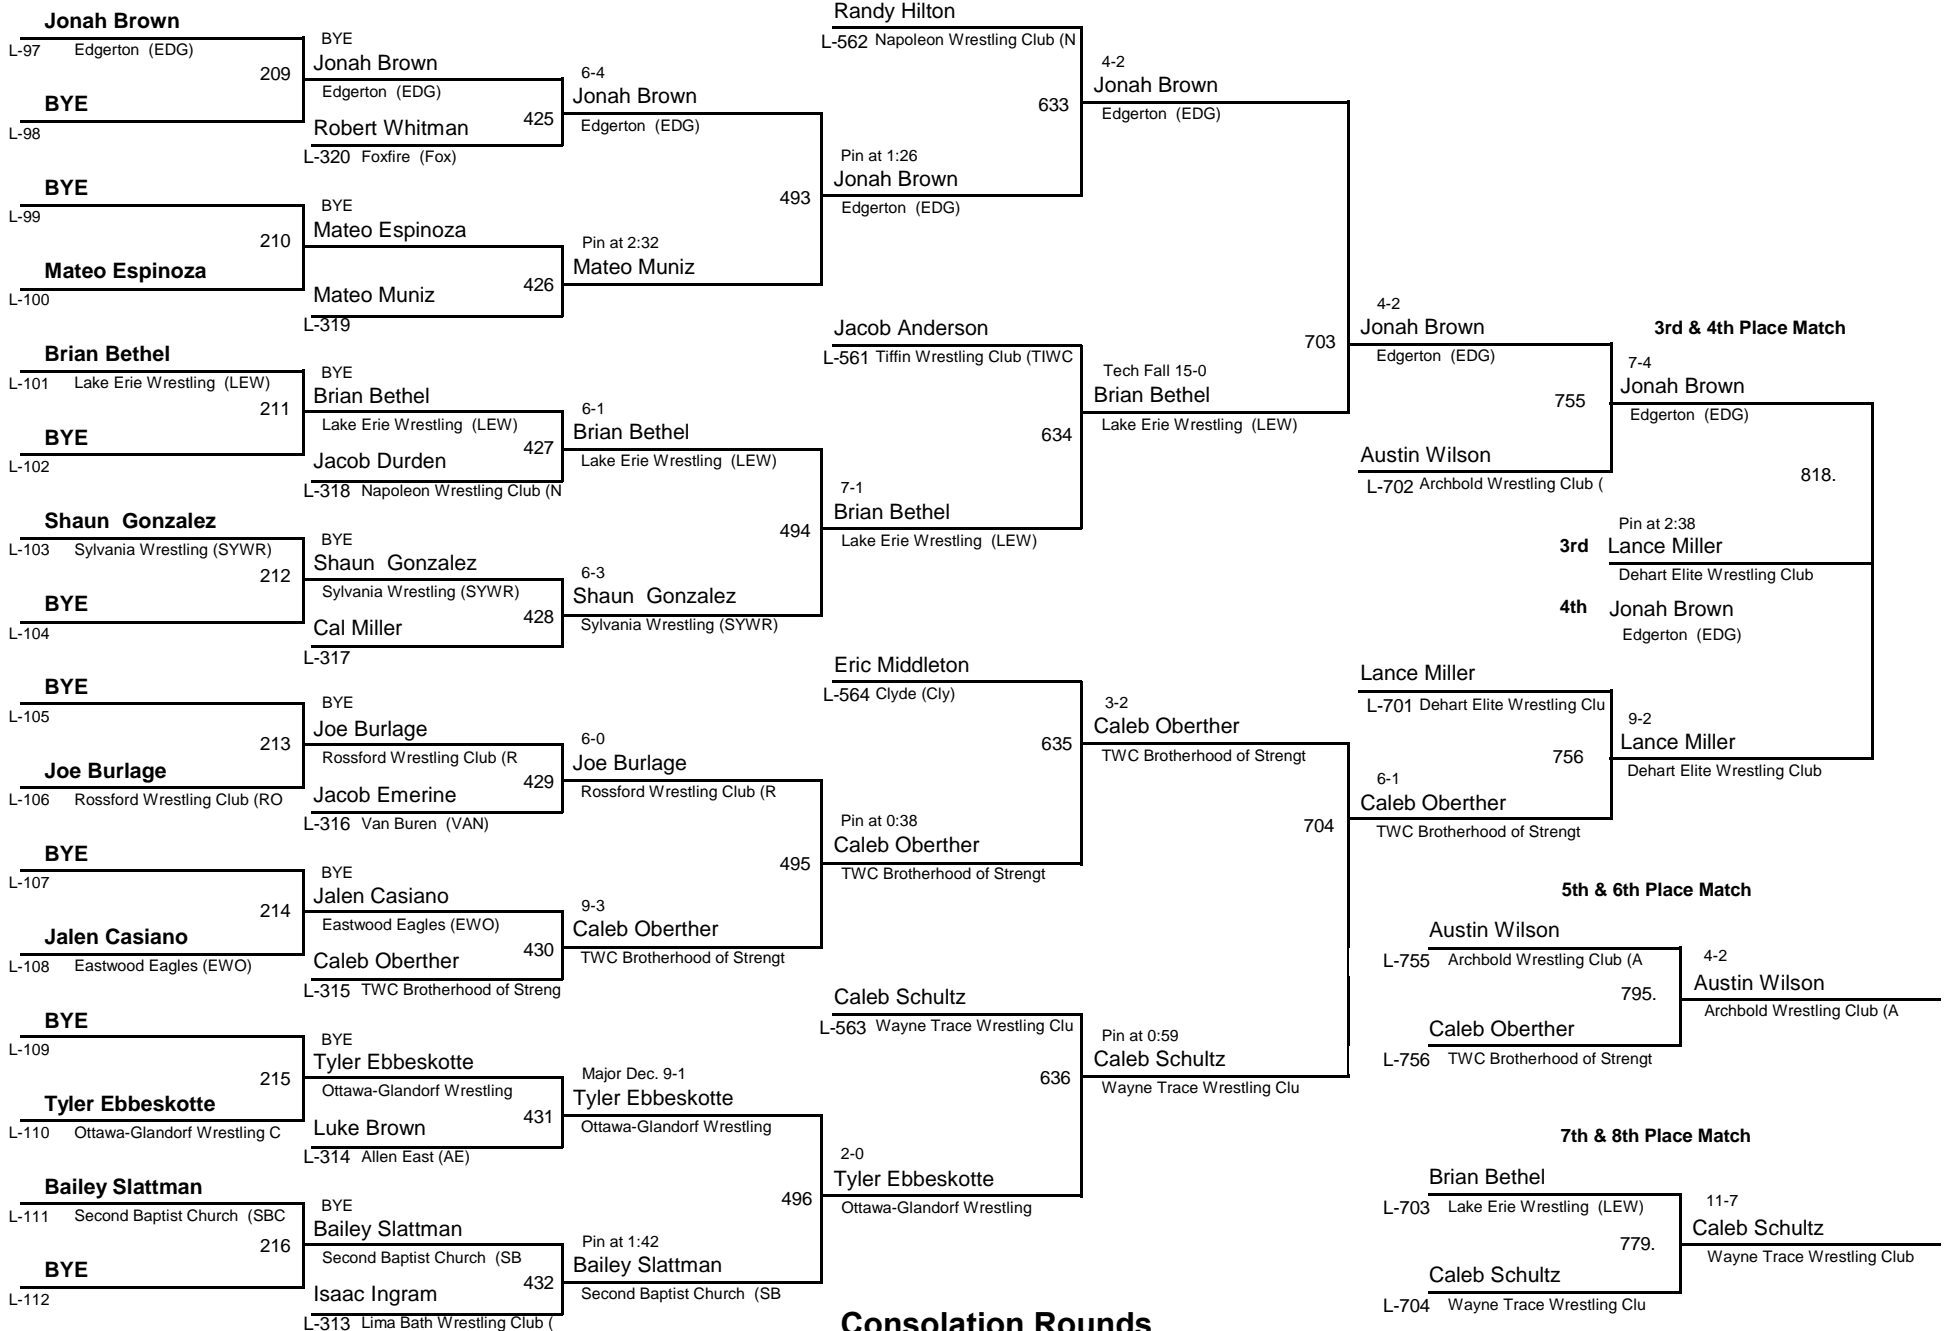 Jonah Brown
L-97 Edgerton (EDG)
209
BYE
L-98
BYE
L-99
210
Mateo Espinoza
L-100
Brian Bethel
L-101 Lake Erie Wrestling (LEW)
211
BYE
L-102
Shaun Gonzalez
L-103 Sylvania Wrestling (SYWR)
212
BYE
L-104
BYE
L-105
213
Joe Burlage
L-106 Rossford Wrestling Club (RO
BYE
L-107
214
Jalen Casiano
L-108 Eastwood Eagles (EWO)
BYE
L-109
215
Tyler Ebbeskotte
L-110 Ottawa-Glandorf Wrestling C
Bailey Slattman
L-111 Second Baptist Church (SBC
216
BYE
L-112
BYE
Jonah Brown
Edgerton (EDG)
425
Robert Whitman
L-320 Foxfire (Fox)
BYE
Mateo Espinoza
426
Mateo Muniz
L-319
BYE
Brian Bethel
Lake Erie Wrestling (LEW)
427
Jacob Durden
L-318 Napoleon Wrestling Club (N
BYE
Shaun Gonzalez
Sylvania Wrestling (SYWR)
428
Cal Miller
L-317
BYE
Joe Burlage
Rossford Wrestling Club (R
429
Jacob Emerine
L-316 Van Buren (VAN)
BYE
Jalen Casiano
Eastwood Eagles (EWO)
430
Caleb Oberther
L-315 TWC Brotherhood of Streng
BYE
Tyler Ebbeskotte
Ottawa-Glandorf Wrestling
431
Luke Brown
L-314 Allen East (AE)
BYE
Bailey Slattman
Second Baptist Church (SB
432
Isaac Ingram
L-313 Lima Bath Wrestling Club (
6-4
Jonah Brown
Edgerton (EDG)
493
Pin at 2:32
Mateo Muniz
6-1
Brian Bethel
Lake Erie Wrestling (LEW)
494
6-3
Shaun Gonzalez
Sylvania Wrestling (SYWR)
6-0
Joe Burlage
Rossford Wrestling Club (R
495
9-3
Caleb Oberther
TWC Brotherhood of Strengt
Major Dec. 9-1
Tyler Ebbeskotte
Ottawa-Glandorf Wrestling
496
Pin at 1:42
Bailey Slattman
Second Baptist Church (SB
Randy Hilton
L-562 Napoleon Wrestling Club (N
633
Pin at 1:26
Jonah Brown
Edgerton (EDG)
Jacob Anderson
L-561 Tiffin Wrestling Club (TIWC
634
7-1
Brian Bethel
Lake Erie Wrestling (LEW)
Eric Middleton
L-564 Clyde (Cly)
635
Pin at 0:38
Caleb Oberther
TWC Brotherhood of Strengt
Caleb Schultz
L-563 Wayne Trace Wrestling Clu
636
2-0
Tyler Ebbeskotte
Ottawa-Glandorf Wrestling
4-2
Jonah Brown
Edgerton (EDG)
703
Tech Fall 15-0
Brian Bethel
Lake Erie Wrestling (LEW)
3-2
Caleb Oberther
TWC Brotherhood of Strengt
704
Pin at 0:59
Caleb Schultz
Wayne Trace Wrestling Clu
4-2
Jonah Brown
Edgerton (EDG)
755
Austin Wilson
L-702 Archbold Wrestling Club (
Lance Miller
L-701 Dehart Elite Wrestling Clu
756
6-1
Caleb Oberther
TWC Brotherhood of Strengt
3rd & 4th Place Match
7-4
Jonah Brown
Edgerton (EDG)
818.
Pin at 2:38
3rd Lance Miller
Dehart Elite Wrestling Club
4th Jonah Brown
Edgerton (EDG)
9-2
Lance Miller
Dehart Elite Wrestling Club
5th & 6th Place Match
Austin Wilson
L-755 Archbold Wrestling Club (A
795.
Caleb Oberther
L-756 TWC Brotherhood of Strengt
4-2
Austin Wilson
Archbold Wrestling Club (A
7th & 8th Place Match
Brian Bethel
L-703 Lake Erie Wrestling (LEW)
779.
Caleb Schultz
L-704 Wayne Trace Wrestling Clu
11-7
Caleb Schultz
Wayne Trace Wrestling Club
Consolation Rounds